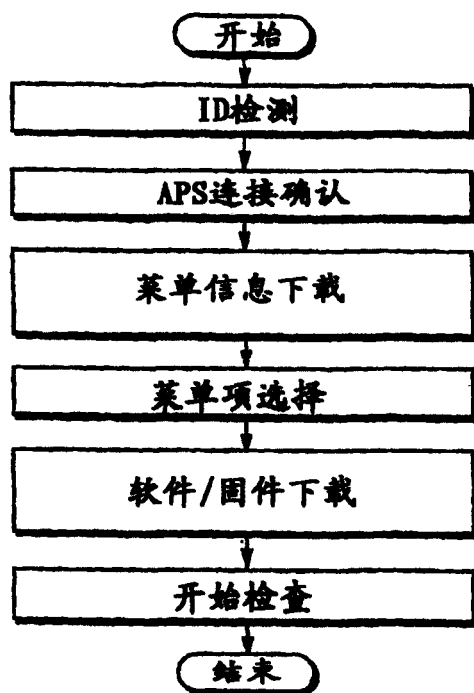 开始
ID检测
APS连接确认
菜单信息下载
菜单项选择
软件/固件下载
开始检查
结束